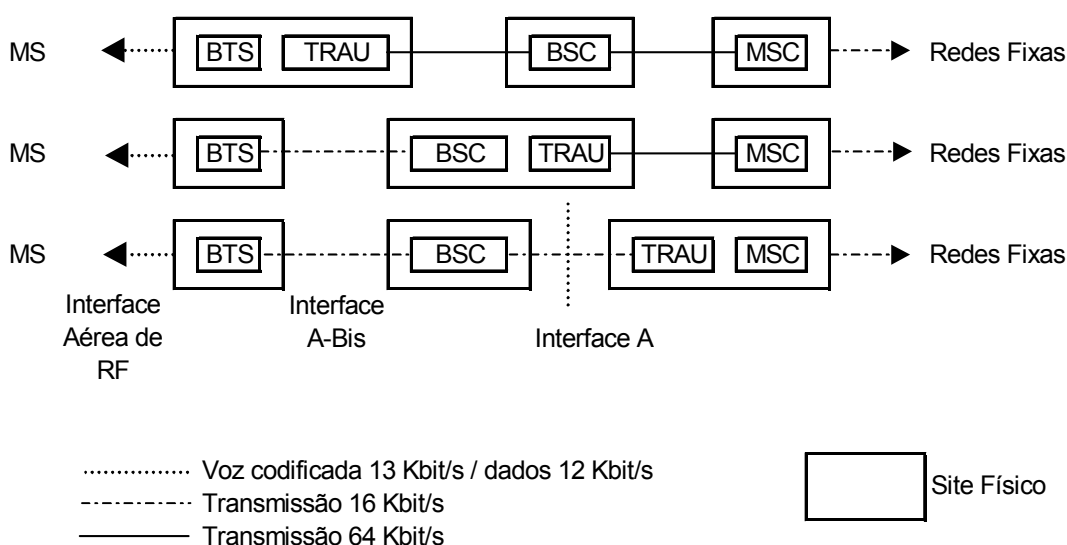 MS BTS TRAU BSC MSC Redes Fixas
MS BTS BSC TRAU MSC Redes Fixas
MS BTS BSC TRAU MSC Redes Fixas
Interface
Aérea de
RF
Interface
A-Bis
Interface A
Voz codificada 13 Kbit/s / dados 12 Kbit/s
Transmissão 16 Kbit/s
Transmissão 64 Kbit/s
Site Físico